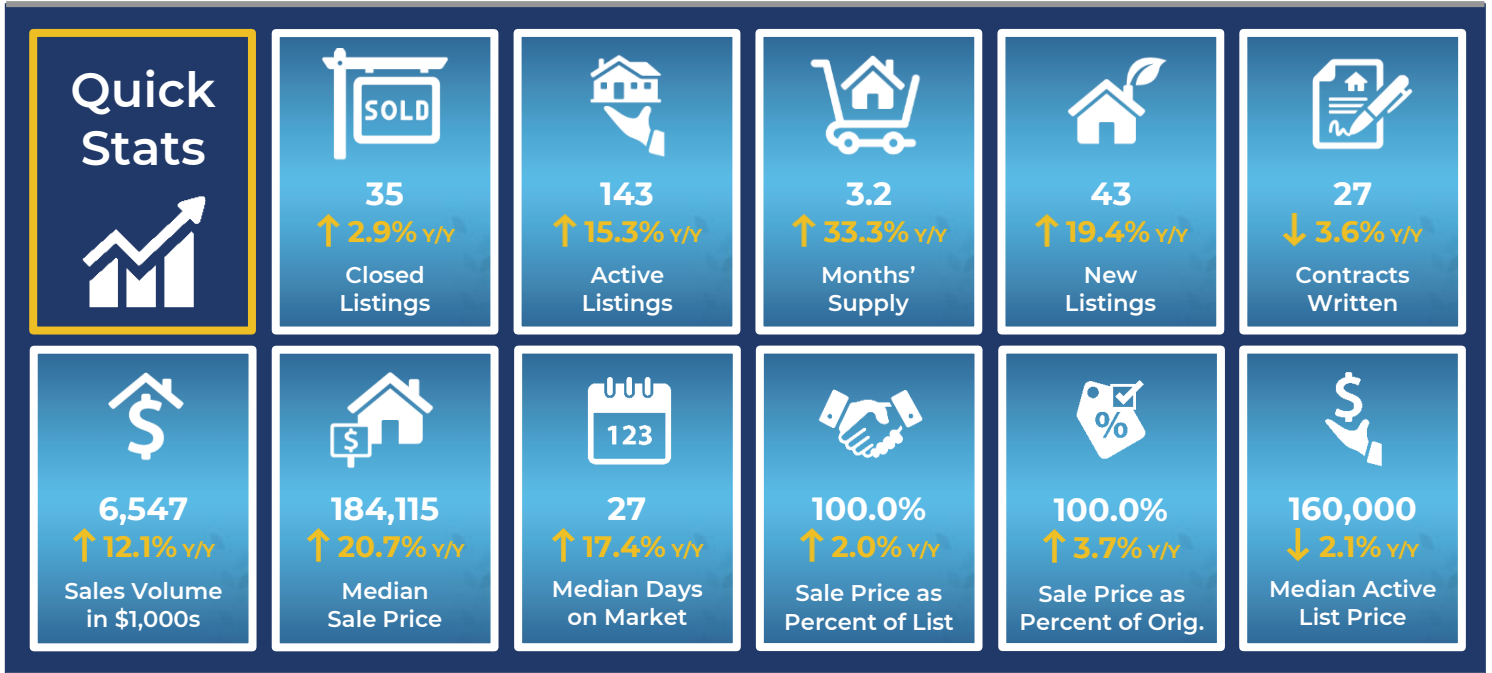 Quick
Stats
SOLD
35
↑ 2.9% Y/Y
Closed
Listings
143
↑ 15.3% Y/Y
Active
Listings
3.2
↑ 33.3% Y/Y
Months’
Supply
43
↑ 19.4% Y/Y
New
Listings
27
↓ 3.6% Y/Y
Contracts
Written
$
6,547
↑ 12.1% Y/Y
Sales Volume
in $1,000s
$
184,115
↑ 20.7% Y/Y
Median
Sale Price
123
27
↑ 17.4% Y/Y
Median Days
on Market
100.0%
↑ 2.0% Y/Y
Sale Price as
Percent of List
%
100.0%
↑ 3.7% Y/Y
Sale Price as
Percent of Orig.
$
160,000
↓ 2.1% Y/Y
Median Active
List Price